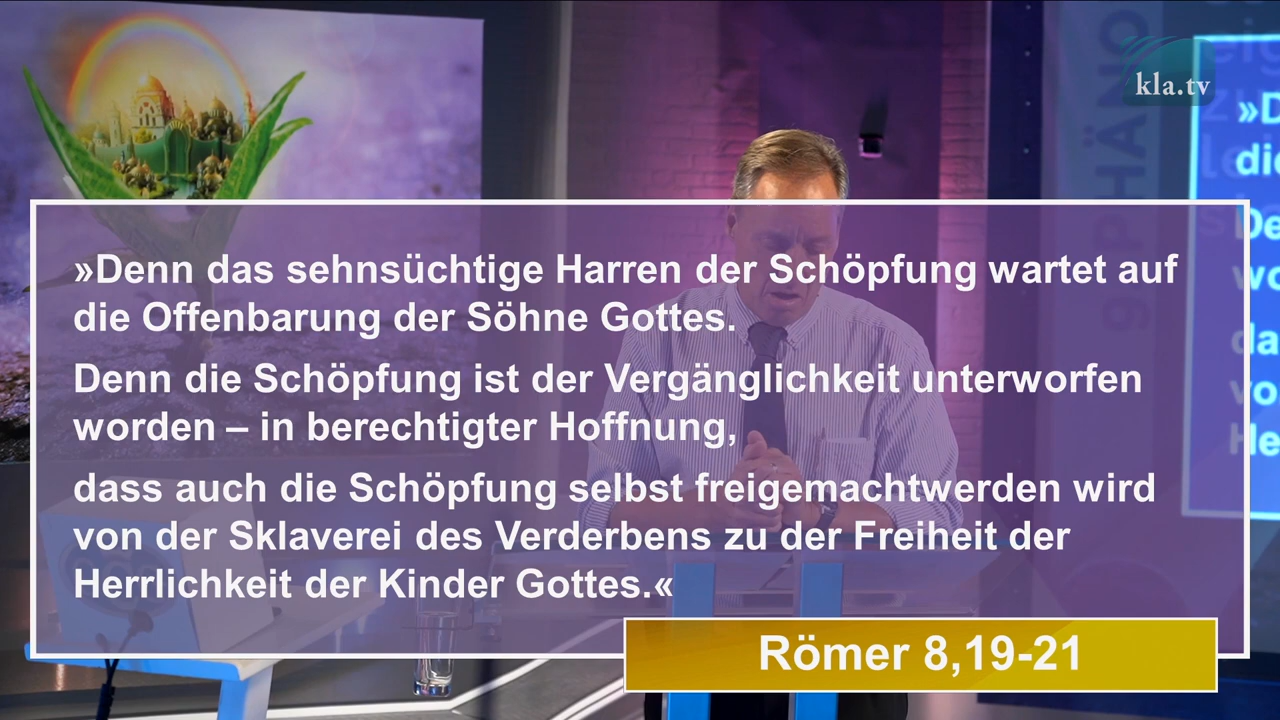 kla.tv
»Denn das sehnsüchtige Harren der Schöpfung wartet auf
die Offenbarung der Söhne Gottes.
Denn die Schöpfung ist der Vergänglichkeit unterworfen
worden – in berechtigter Hoffnung,
dass auch die Schöpfung selbst freigemachtwerden wird
von der Sklaverei des Verderbens zu der Freiheit der
Herrlichkeit der Kinder Gottes.«
Römer 8,19-21